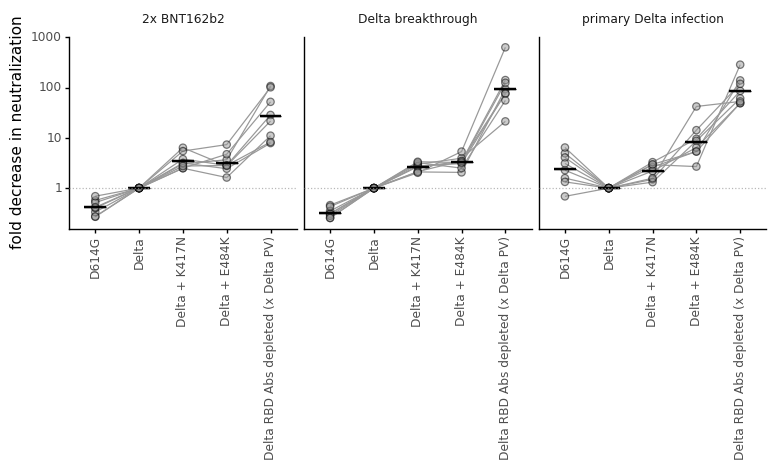 2x BNT162b2
Delta breakthrough
primary Delta infection
fold decrease in neutralization
1000
100
10
1
D614G
Delta
Delta + K417N
Delta + E484K
Delta RBD Abs depleted (x Delta PV)
D614G
Delta
Delta + K417N
Delta + E484K
Delta RBD Abs depleted (x Delta PV)
D614G
Delta
Delta + K417N
Delta + E484K
Delta RBD Abs depleted (x Delta PV)